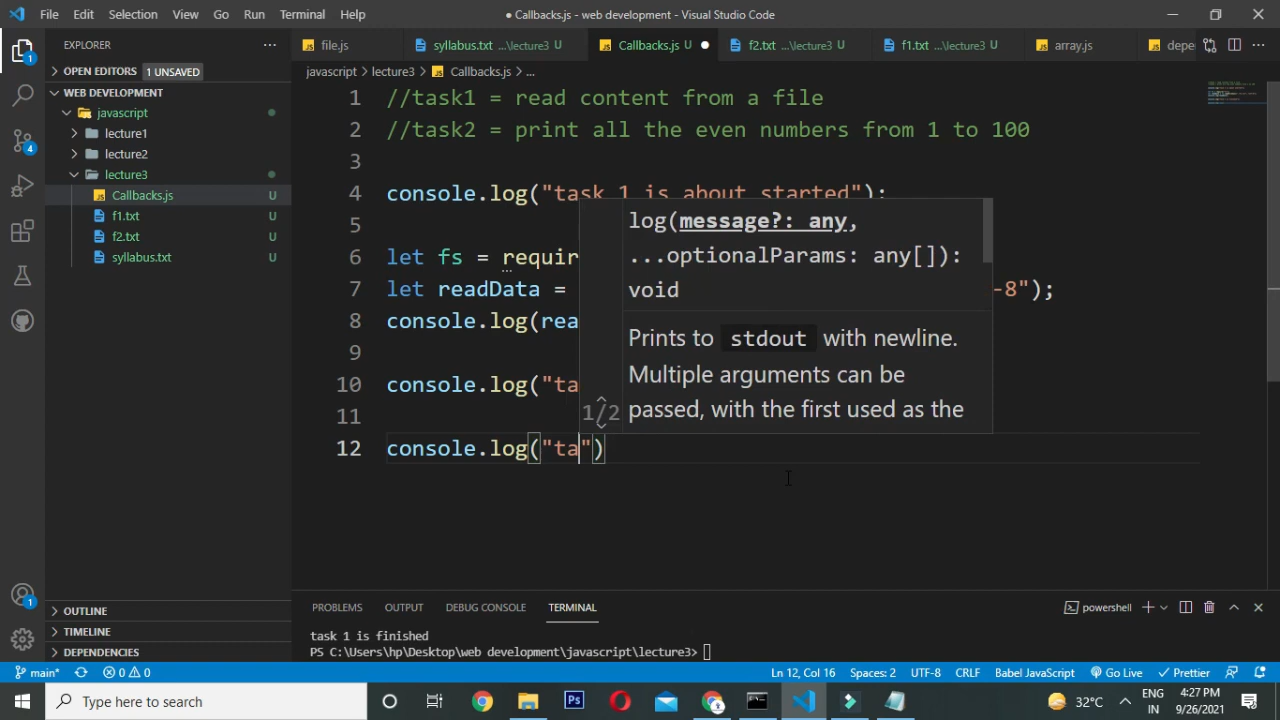 File Edit Selection View Go Run Terminal Help
● Callbacks.js - web development - Visual Studio Code
EXPLORER
file.js
syllabus.txt ...\lecture3
Callbacks.js U
f2.txt ...\lecture3
f1.txt ...\lecture3
array.js
depe
OPEN EDITORS 1 UNSAVED
javascript > lecture3 > Callbacks.js > ...
WEB DEVELOPMENT
javascript
lecture1
lecture2
lecture3
Callbacks.js U
f1.txt U
f2.txt U
syllabus.txt U
1 //task1 = read content from a file
2 //task2 = print all the even numbers from 1 to 100
3
4 console.log("task 1 is about started");
5
6 let fs = requir
7 let readData = -8");
8 console.log(rea
9
10 console.log("ta
11
12 console.log("ta")
log(message?: any,
...optionalParams: any[]):
void
Prints to stdout with newline.
Multiple arguments can be
1/2 passed, with the first used as the
OUTLINE
TIMELINE
DEPENDENCIES
PROBLEMS OUTPUT DEBUG CONSOLE TERMINAL
powershell
task 1 is finished
PS C:\Users\hp\Desktop\web development\javascript\lecture3>
main* 0 0 Ln 12, Col 16 Spaces: 2 UTF-8 CRLF Babel JavaScript Go Live Prettier
1
4
1
Type here to search
Ps
32°C
ENG
IN
4:27 PM
9/26/2021